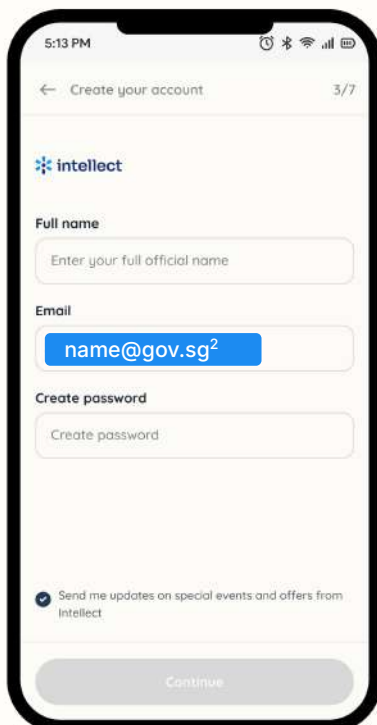 5:13 PM
← Create your account 3/7
intellect
Full name
Enter your full official name
Email
name@gov.sg²
Create password
Create password
Send me updates on special events and offers from
Intellect
Continue